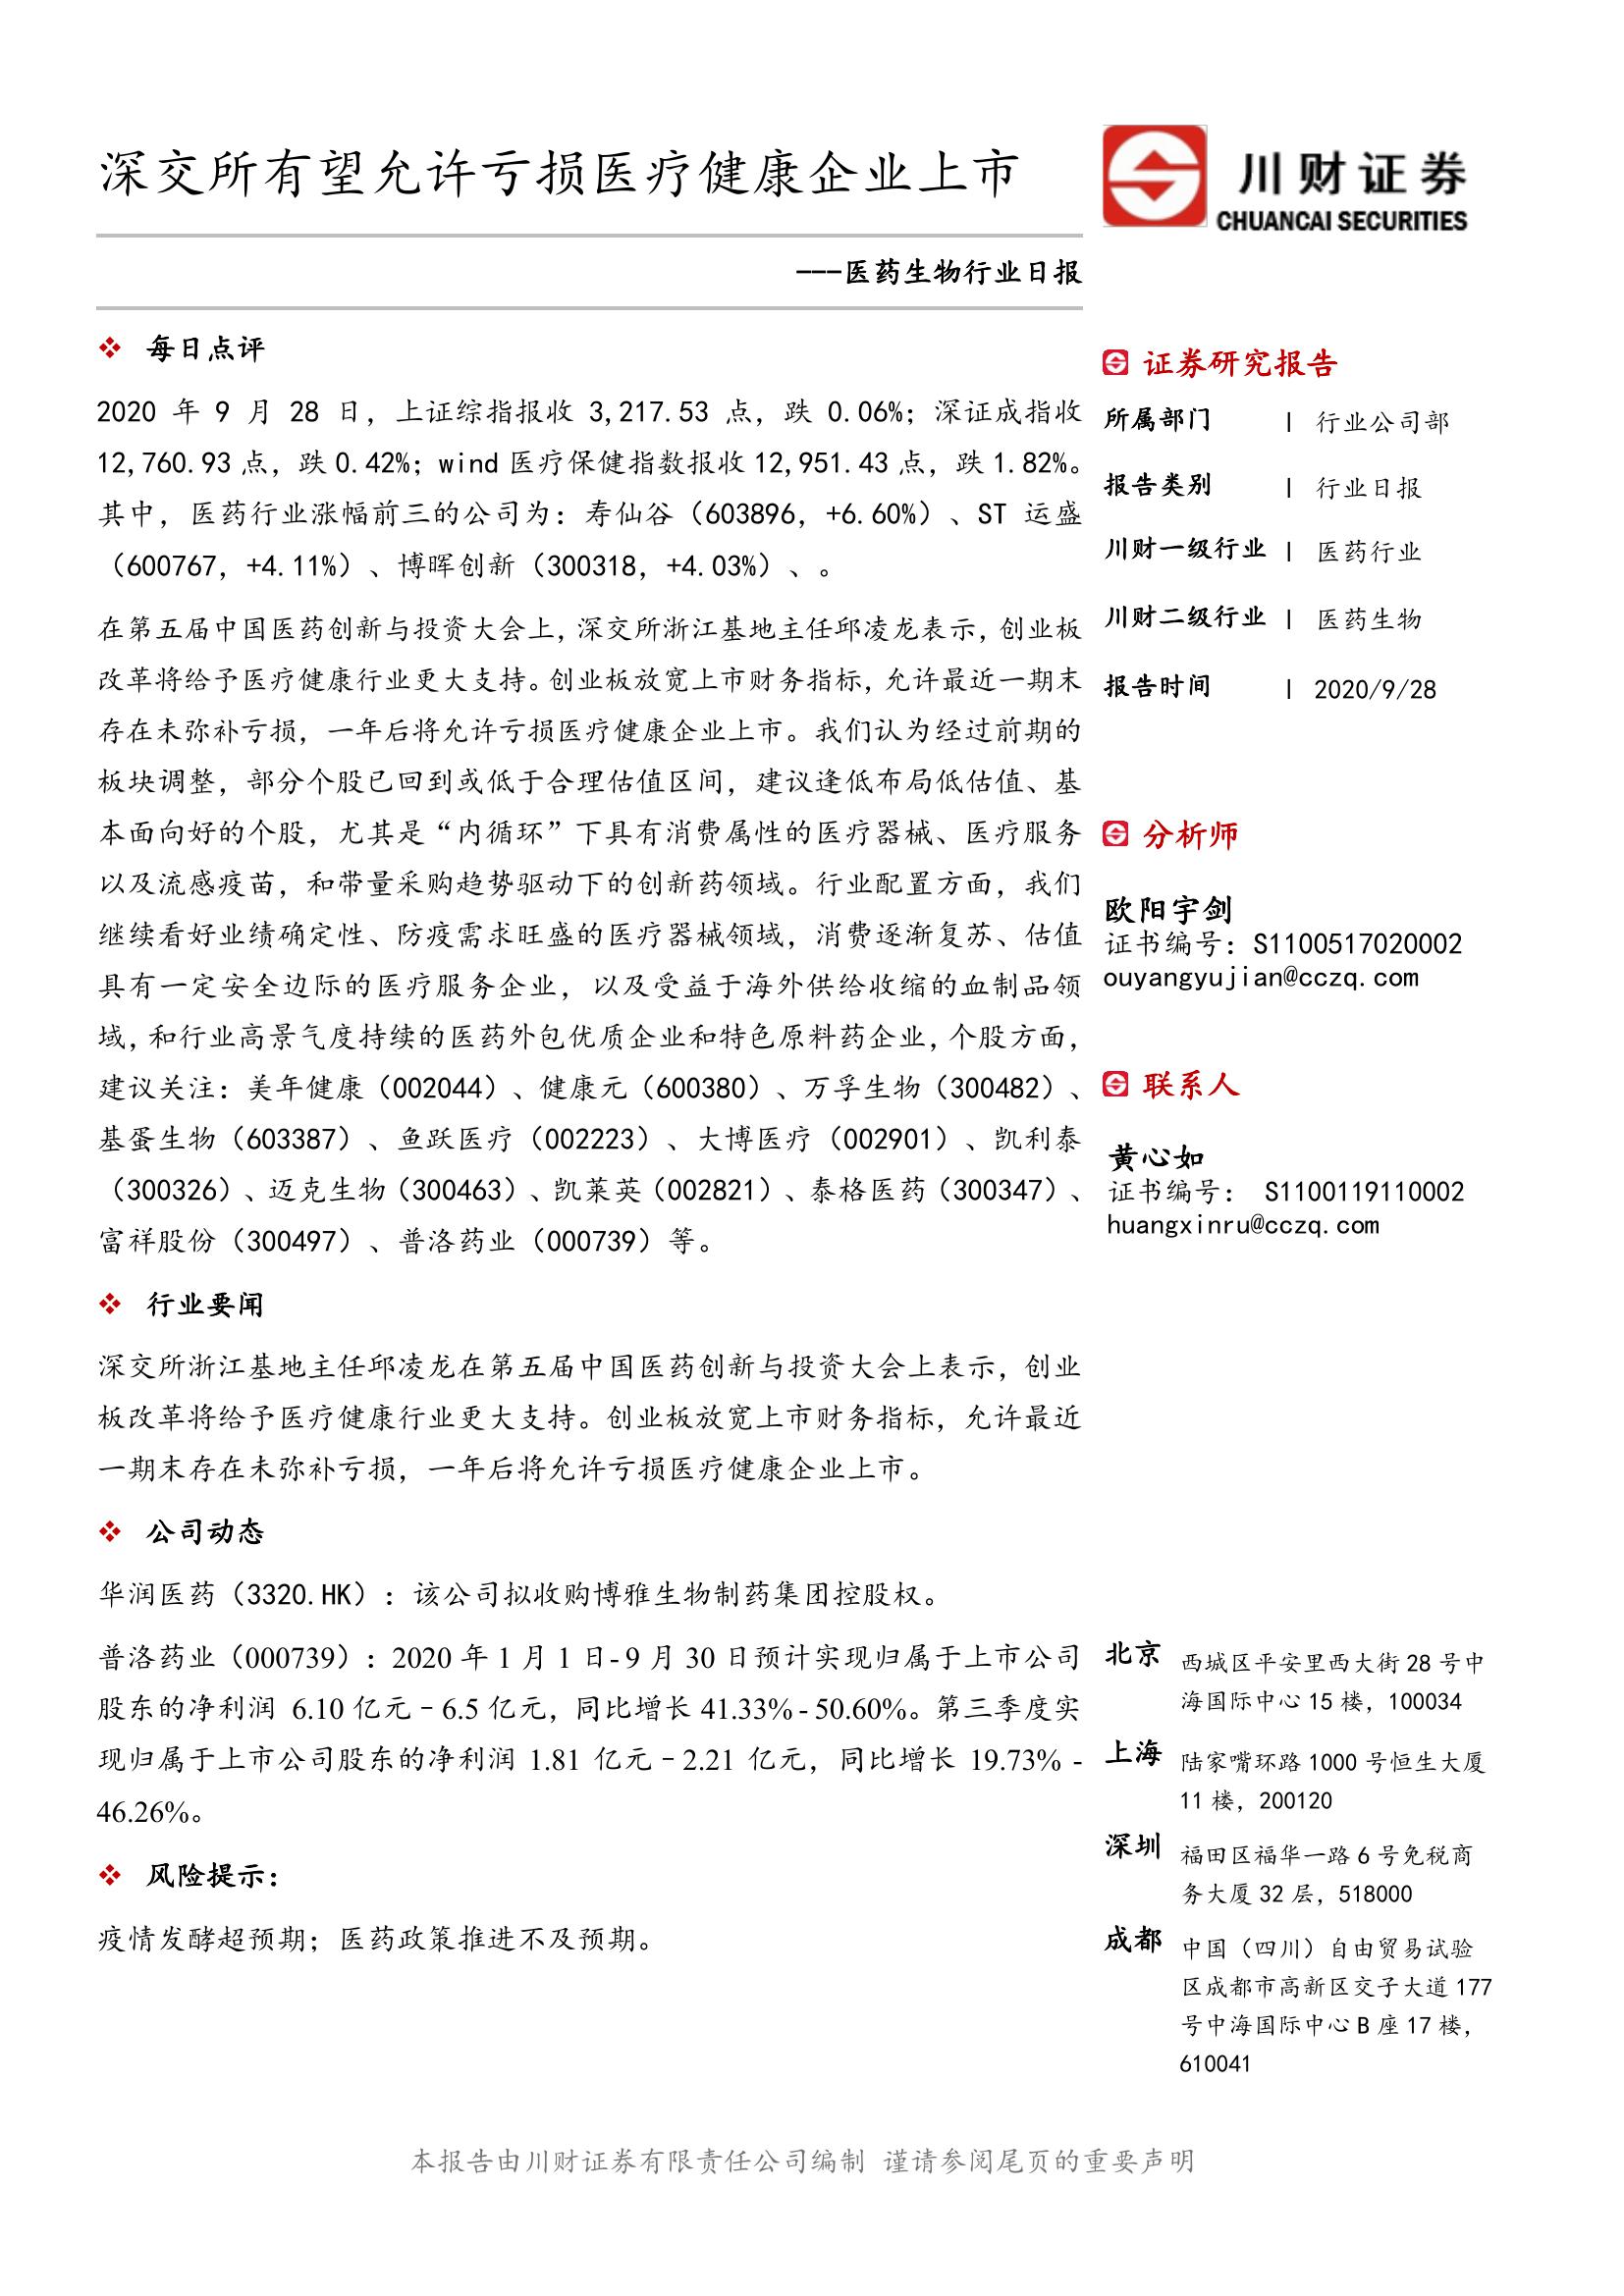 深交所有望允许亏损医疗健康企业上市
川财证券
CHUANCAI SECURITIES
---医药生物行业日报
❖ 每日点评
2020 年 9 月 28 日，上证综指报收 3,217.53 点，跌 0.06%；深证成指收
12,760.93 点，跌 0.42%；wind 医疗保健指数报收 12,951.43 点，跌 1.82%。
其中，医药行业涨幅前三的公司为：寿仙谷（603896，+6.60%）、ST 运盛
（600767，+4.11%）、博晖创新（300318，+4.03%）、。
在第五届中国医药创新与投资大会上，深交所浙江基地主任邱凌龙表示，创业板
改革将给予医疗健康行业更大支持。创业板放宽上市财务指标，允许最近一期末
存在未弥补亏损，一年后将允许亏损医疗健康企业上市。我们认为经过前期的
板块调整，部分个股已回到或低于合理估值区间，建议逢低布局低估值、基
本面向好的个股，尤其是“内循环”下具有消费属性的医疗器械、医疗服务
以及流感疫苗，和带量采购趋势驱动下的创新药领域。行业配置方面，我们
继续看好业绩确定性、防疫需求旺盛的医疗器械领域，消费逐渐复苏、估值
具有一定安全边际的医疗服务企业，以及受益于海外供给收缩的血制品领
域，和行业高景气度持续的医药外包优质企业和特色原料药企业，个股方面，
建议关注：美年健康（002044）、健康元（600380）、万孚生物（300482）、
基蛋生物（603387）、鱼跃医疗（002223）、大博医疗（002901）、凯利泰
（300326）、迈克生物（300463）、凯莱英（002821）、泰格医药（300347）、
富祥股份（300497）、普洛药业（000739）等。
❖ 行业要闻
深交所浙江基地主任邱凌龙在第五届中国医药创新与投资大会上表示，创业
板改革将给予医疗健康行业更大支持。创业板放宽上市财务指标，允许最近
一期末存在未弥补亏损，一年后将允许亏损医疗健康企业上市。
❖ 公司动态
华润医药（3320.HK）：该公司拟收购博雅生物制药集团控股权。
普洛药业（000739）：2020 年 1 月 1 日-9 月 30 日预计实现归属于上市公司
股东的净利润 6.10 亿元–6.5 亿元，同比增长 41.33%-50.60%。第三季度实
现归属于上市公司股东的净利润 1.81 亿元–2.21 亿元，同比增长 19.73% -
46.26%。
❖ 风险提示：
疫情发酵超预期；医药政策推进不及预期。
证券研究报告
所属部门 | 行业公司部
报告类别 | 行业日报
川财一级行业 | 医药行业
川财二级行业 | 医药生物
报告时间 | 2020/9/28
分析师
欧阳宇剑
证书编号：S1100517020002
ouyangyujian@cczq.com
联系人
黄心如
证书编号： S1100119110002
huangxinru@cczq.com
北京 西城区平安里西大街 28 号中
海国际中心 15 楼，100034
上海 陆家嘴环路 1000 号恒生大厦
11 楼，200120
深圳 福田区福华一路 6 号免税商
务大厦 32 层，518000
成都 中国（四川）自由贸易试验
区成都市高新区交子大道 177
号中海国际中心 B 座 17 楼，
610041
本报告由川财证券有限责任公司编制 谨请参阅尾页的重要声明